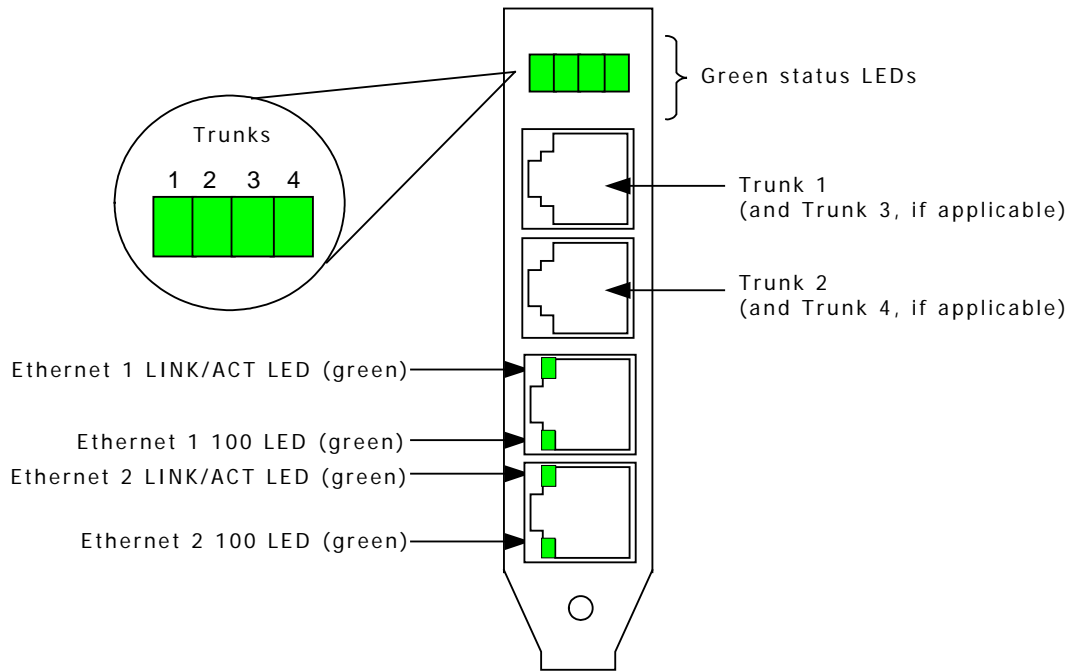 Green status LEDs
Trunks
1 2 3 4
Trunk 1
(and Trunk 3, if applicable)
Trunk 2
(and Trunk 4, if applicable)
Ethernet 1 LINK/ACT LED (green)
Ethernet 1 100 LED (green)
Ethernet 2 LINK/ACT LED (green)
Ethernet 2 100 LED (green)